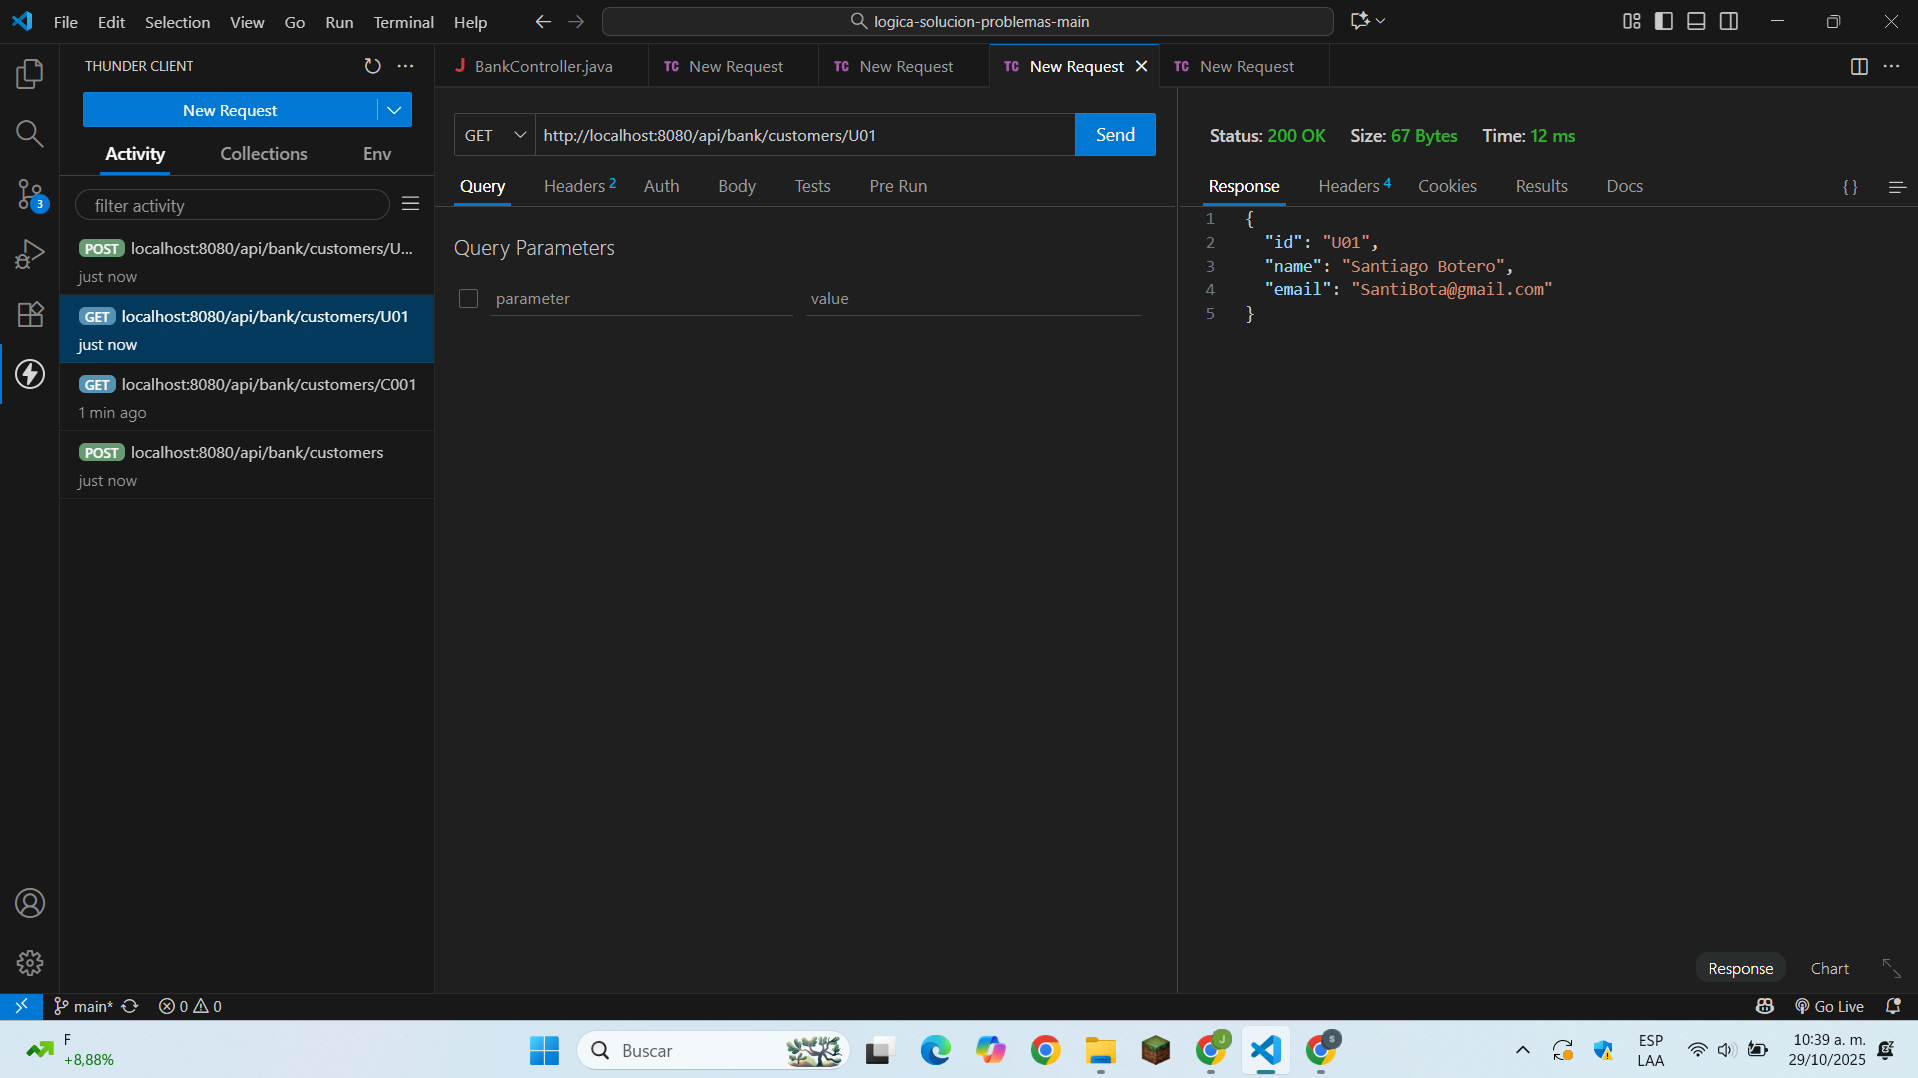 File Edit Selection View Go Run Terminal Help
logica-solucion-problemas-main
THUNDER CLIENT
New Request
Activity Collections Env
filter activity
POST localhost:8080/api/bank/customers/U...
just now
GET localhost:8080/api/bank/customers/U01
just now
GET localhost:8080/api/bank/customers/C001
1 min ago
POST localhost:8080/api/bank/customers
just now
3
J BankController.java
TC New Request
TC New Request
TC New Request
TC New Request
GET http://localhost:8080/api/bank/customers/U01 Send
Query Headers 2 Auth Body Tests Pre Run
Query Parameters
parameter value
Status: 200 OK Size: 67 Bytes Time: 12 ms
Response Headers 4 Cookies Results Docs {}
1 {
2 "id": "U01",
3 "name": "Santiago Botero",
4 "email": "SantiBota@gmail.com"
5 }
Response Chart
main* 0 0 Go Live
F
+8,88%
Buscar
J
s
ESP
LAA
10:39 a. m.
29/10/2025